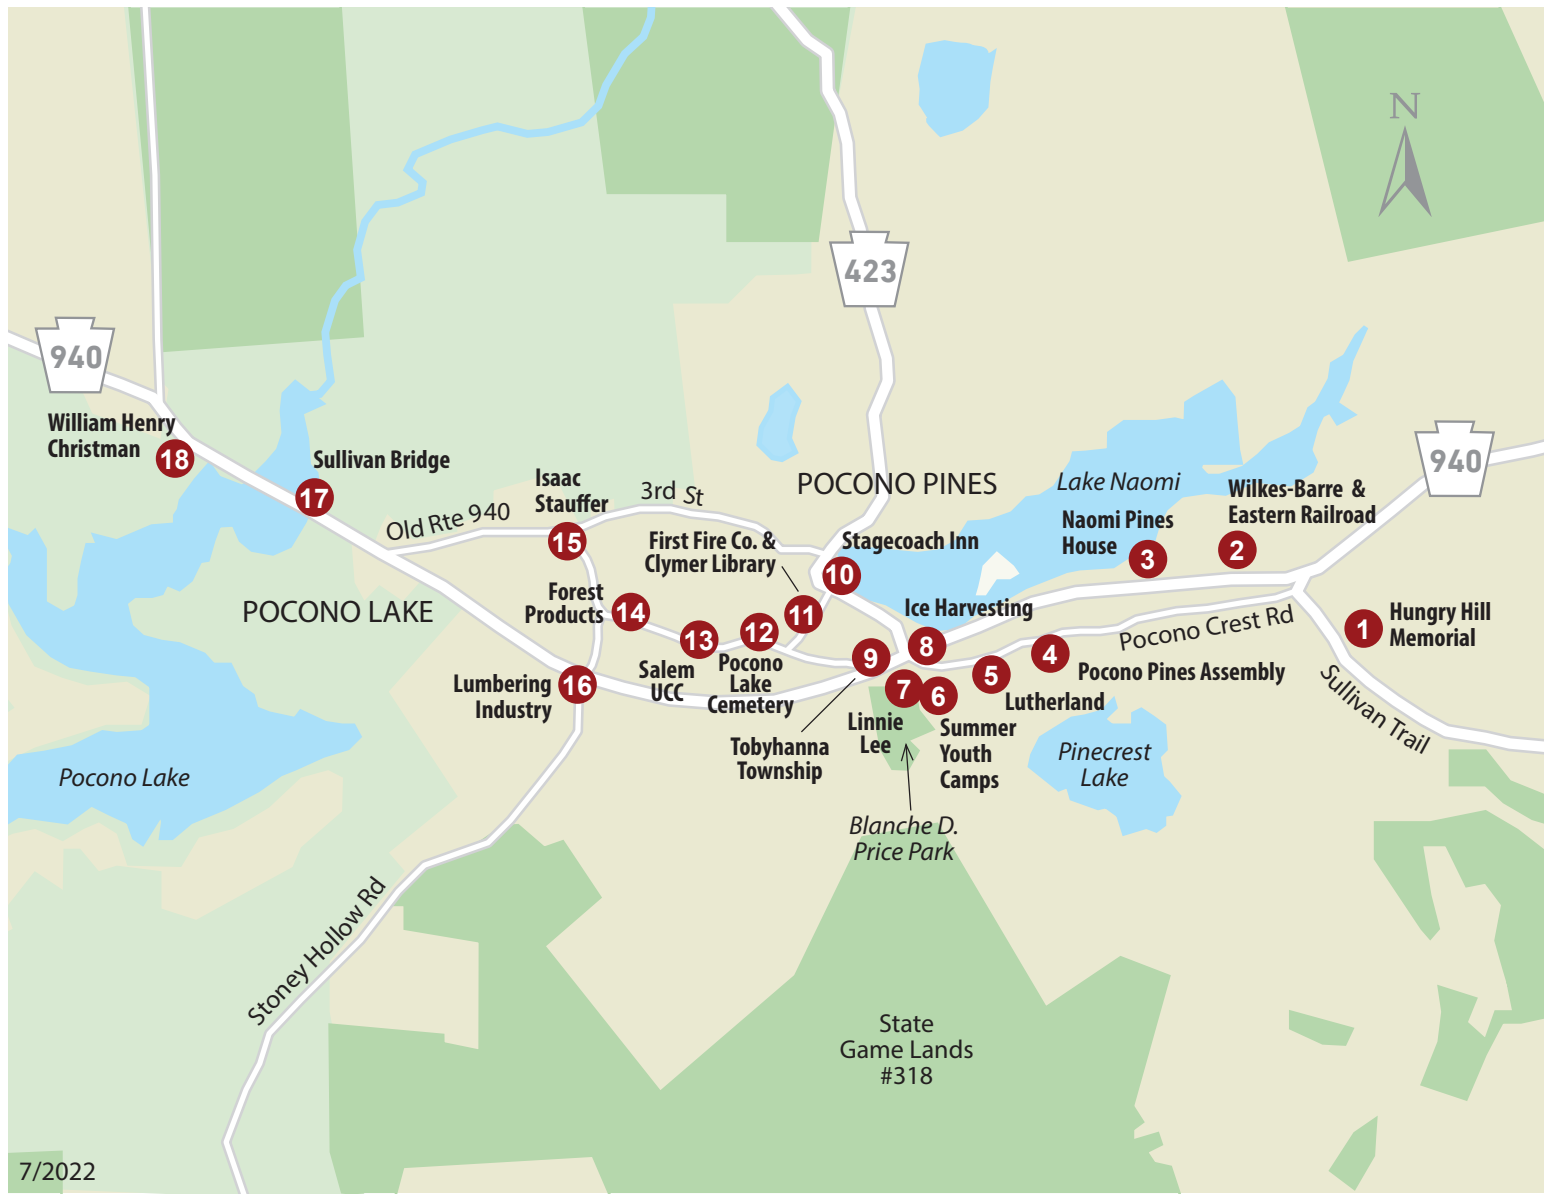 N
423
940
William Henry
Christman
18
Sullivan Bridge
17
Isaac
Stauffer
15
Old Rte 940
3rd St
POCONO PINES
Lake Naomi
940
Wilkes-Barre &
Eastern Railroad
2
Naomi Pines
House
3
First Fire Co. &
Clymer Library
11
Stagecoach Inn
10
Ice Harvesting
8
Forest
Products
14
POCONO LAKE
13
Salem
UCC
12
Pocono
Lake
Cemetery
9
Tobyhanna
Township
7
Linnie
Lee
6
Summer
Youth
Camps
5
Lutherland
4
Pocono Pines Assembly
Pocono Crest Rd
1
Hungry Hill
Memorial
Sullivan Trail
Lumbering
Industry
16
Pocono Lake
Pinecrest
Lake
Blanche D.
Price Park
Stoney Hollow Rd
State
Game Lands
#318
7/2022